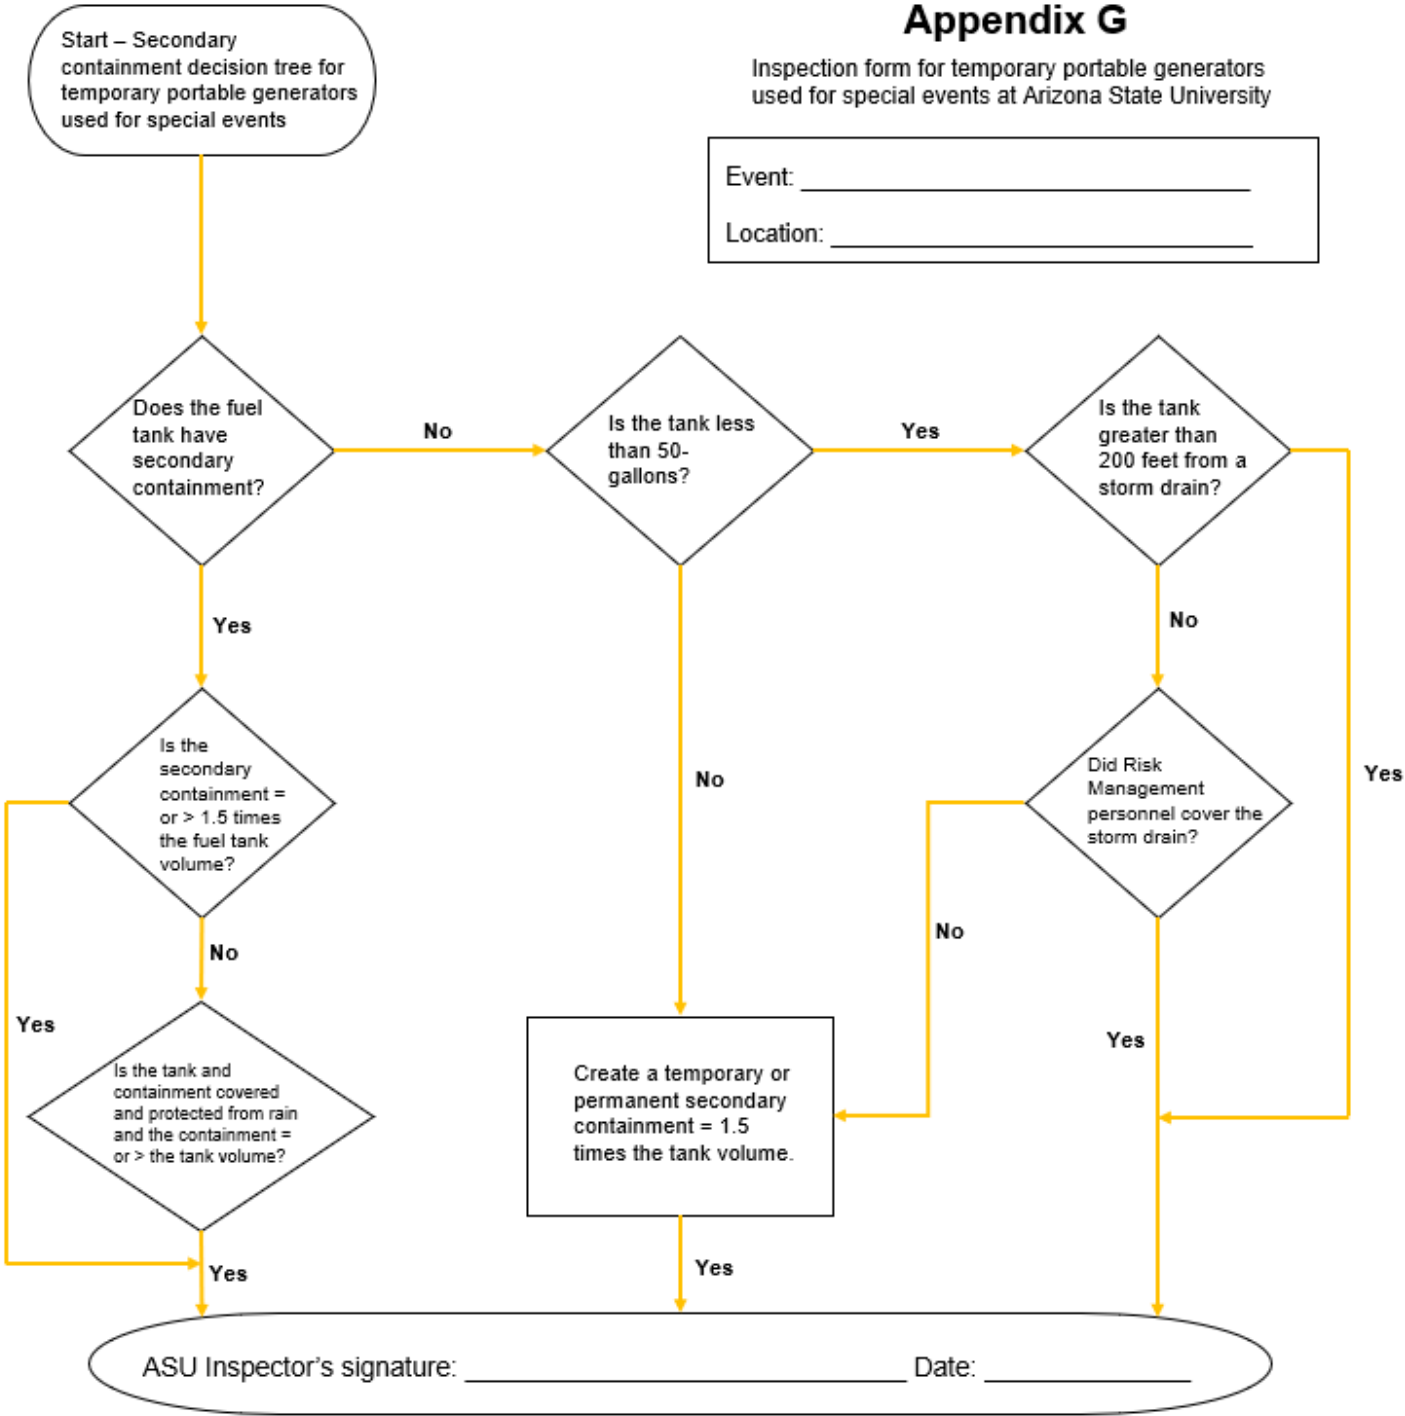 Appendix G
Inspection form for temporary portable generators
used for special events at Arizona State University
Event:
Location:
Start – Secondary
containment decision tree for
temporary portable generators
used for special events
Does the fuel
tank have
secondary
containment?
No
Is the tank less
than 50-
gallons?
Yes
Is the tank
greater than
200 feet from a
storm drain?
Yes
No
Is the
secondary
containment =
or > 1.5 times
the fuel tank
volume?
No
Did Risk
Management
personnel cover the
storm drain?
Yes
No
No
Yes
Is the tank and
containment covered
and protected from rain
and the containment =
or > the tank volume?
Create a temporary or
permanent secondary
containment = 1.5
times the tank volume.
Yes
Yes
Yes
ASU Inspector's signature: Date: